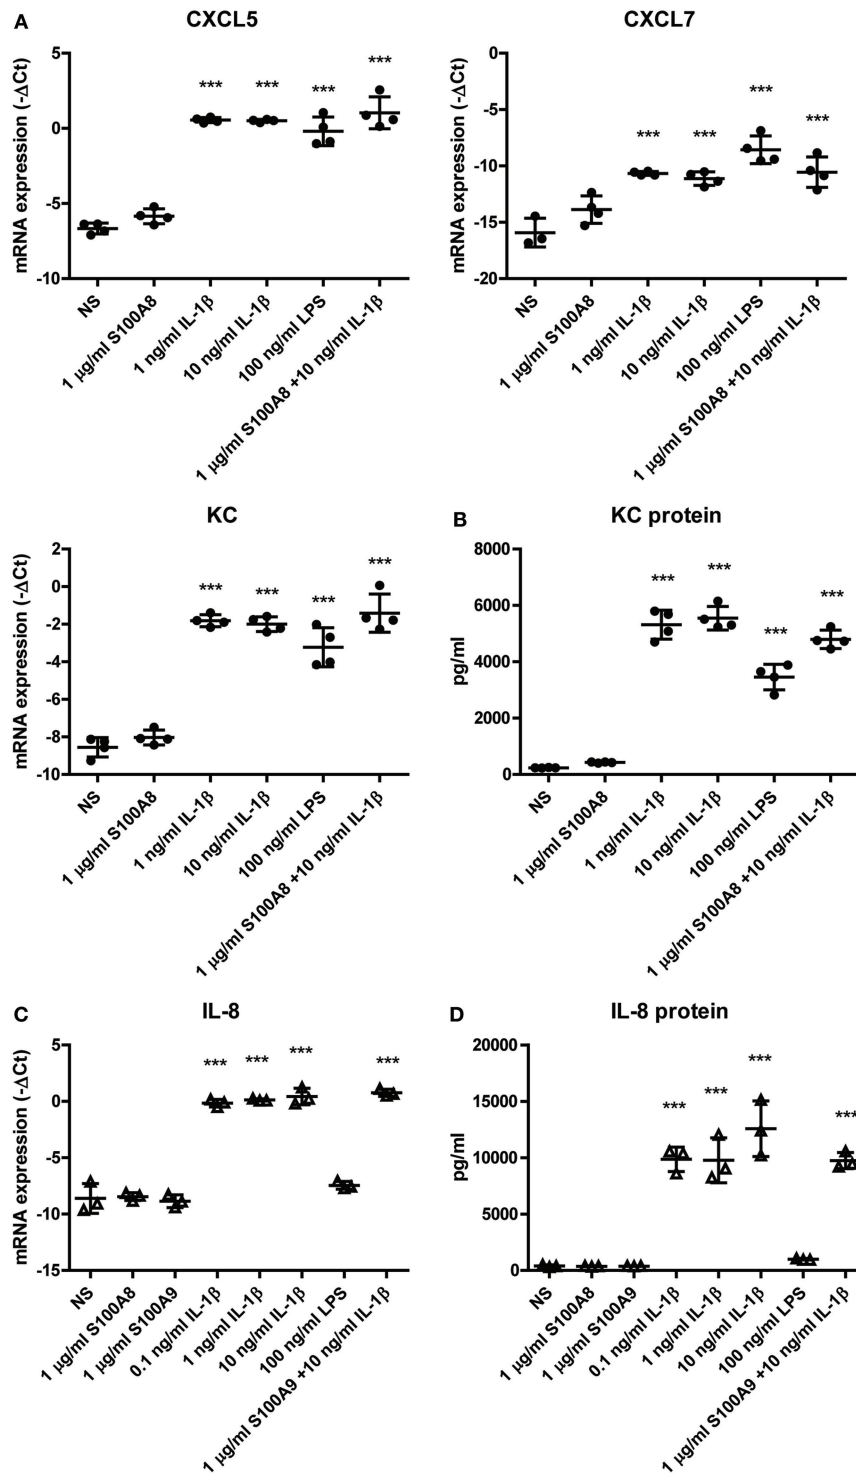 A
CXCL5
mRNA expression (-ΔCt)
5
0
-5
-10
*** *** *** ***
NS
1 µg/ml S100A8
1 ng/ml IL-1β
10 ng/ml IL-1β
100 ng/ml LPS
1 µg/ml S100A8 +10 ng/ml IL-1β
CXCL7
mRNA expression (-ΔCt)
0
-5
-10
-15
-20
*** *** *** ***
NS
1 µg/ml S100A8
1 ng/ml IL-1β
10 ng/ml IL-1β
100 ng/ml LPS
1 µg/ml S100A8 +10 ng/ml IL-1β
KC
mRNA expression (-ΔCt)
2
0
-2
-4
-6
-8
-10
*** *** *** ***
NS
1 µg/ml S100A8
1 ng/ml IL-1β
10 ng/ml IL-1β
100 ng/ml LPS
1 µg/ml S100A8 +10 ng/ml IL-1β
B
KC protein
pg/ml
8000
6000
4000
2000
0
*** *** *** ***
NS
1 µg/ml S100A8
1 ng/ml IL-1β
10 ng/ml IL-1β
100 ng/ml LPS
1 µg/ml S100A8 +10 ng/ml IL-1β
C
IL-8
mRNA expression (-ΔCt)
5
0
-5
-10
-15
*** *** *** ***
NS
1 µg/ml S100A8
1 µg/ml S100A9
0.1 ng/ml IL-1β
1 ng/ml IL-1β
10 ng/ml IL-1β
100 ng/ml LPS
1 µg/ml S100A9 +10 ng/ml IL-1β
D
IL-8 protein
pg/ml
20000
15000
10000
5000
0
*** *** *** ***
NS
1 µg/ml S100A8
1 µg/ml S100A9
0.1 ng/ml IL-1β
1 ng/ml IL-1β
10 ng/ml IL-1β
100 ng/ml LPS
1 µg/ml S100A9 +10 ng/ml IL-1β